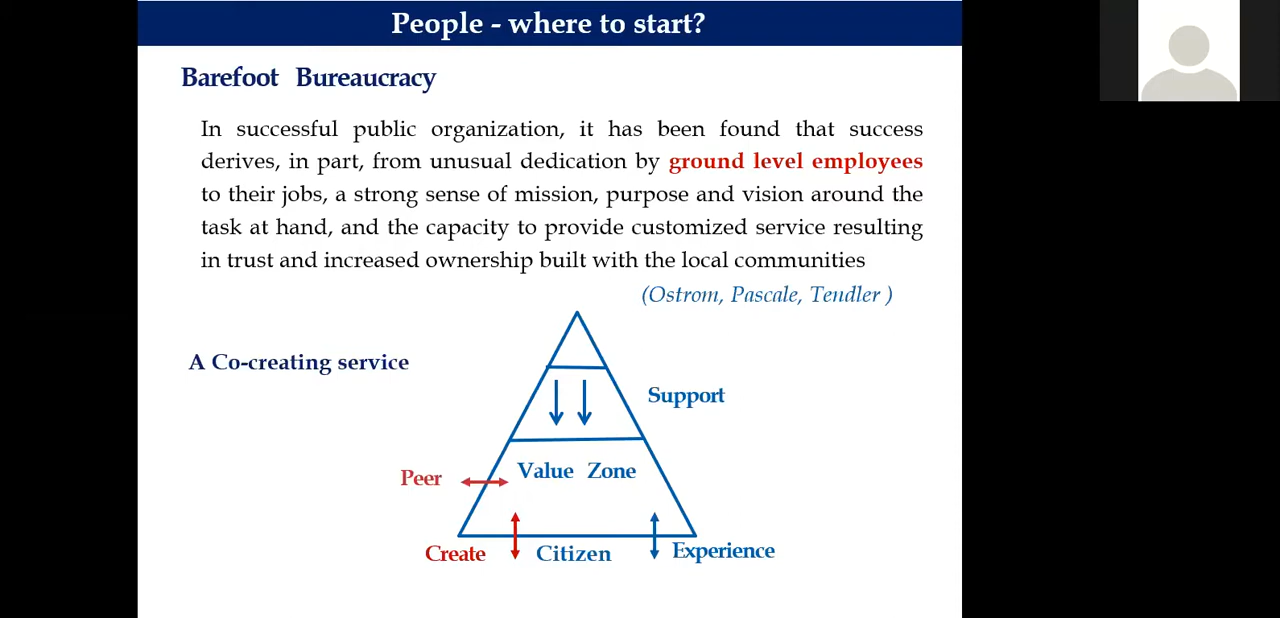 People - where to start?
Barefoot Bureaucracy
In successful public organization, it has been found that success
derives, in part, from unusual dedication by ground level employees
to their jobs, a strong sense of mission, purpose and vision around the
task at hand, and the capacity to provide customized service resulting
in trust and increased ownership built with the local communities
(Ostrom, Pascale, Tendler )
A Co-creating service
Support
Peer
Value Zone
Create
Citizen
Experience